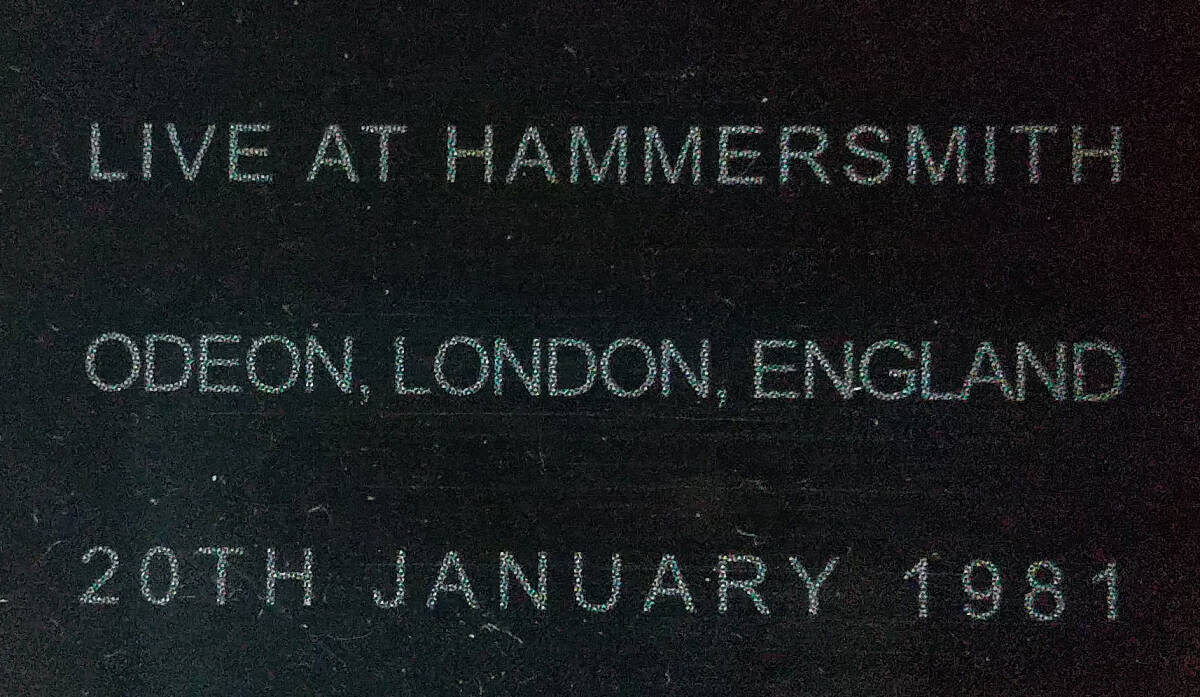 LIVE AT HAMMERSMITH
ODEON, LONDON, ENGLAND
20TH JANUARY 1981